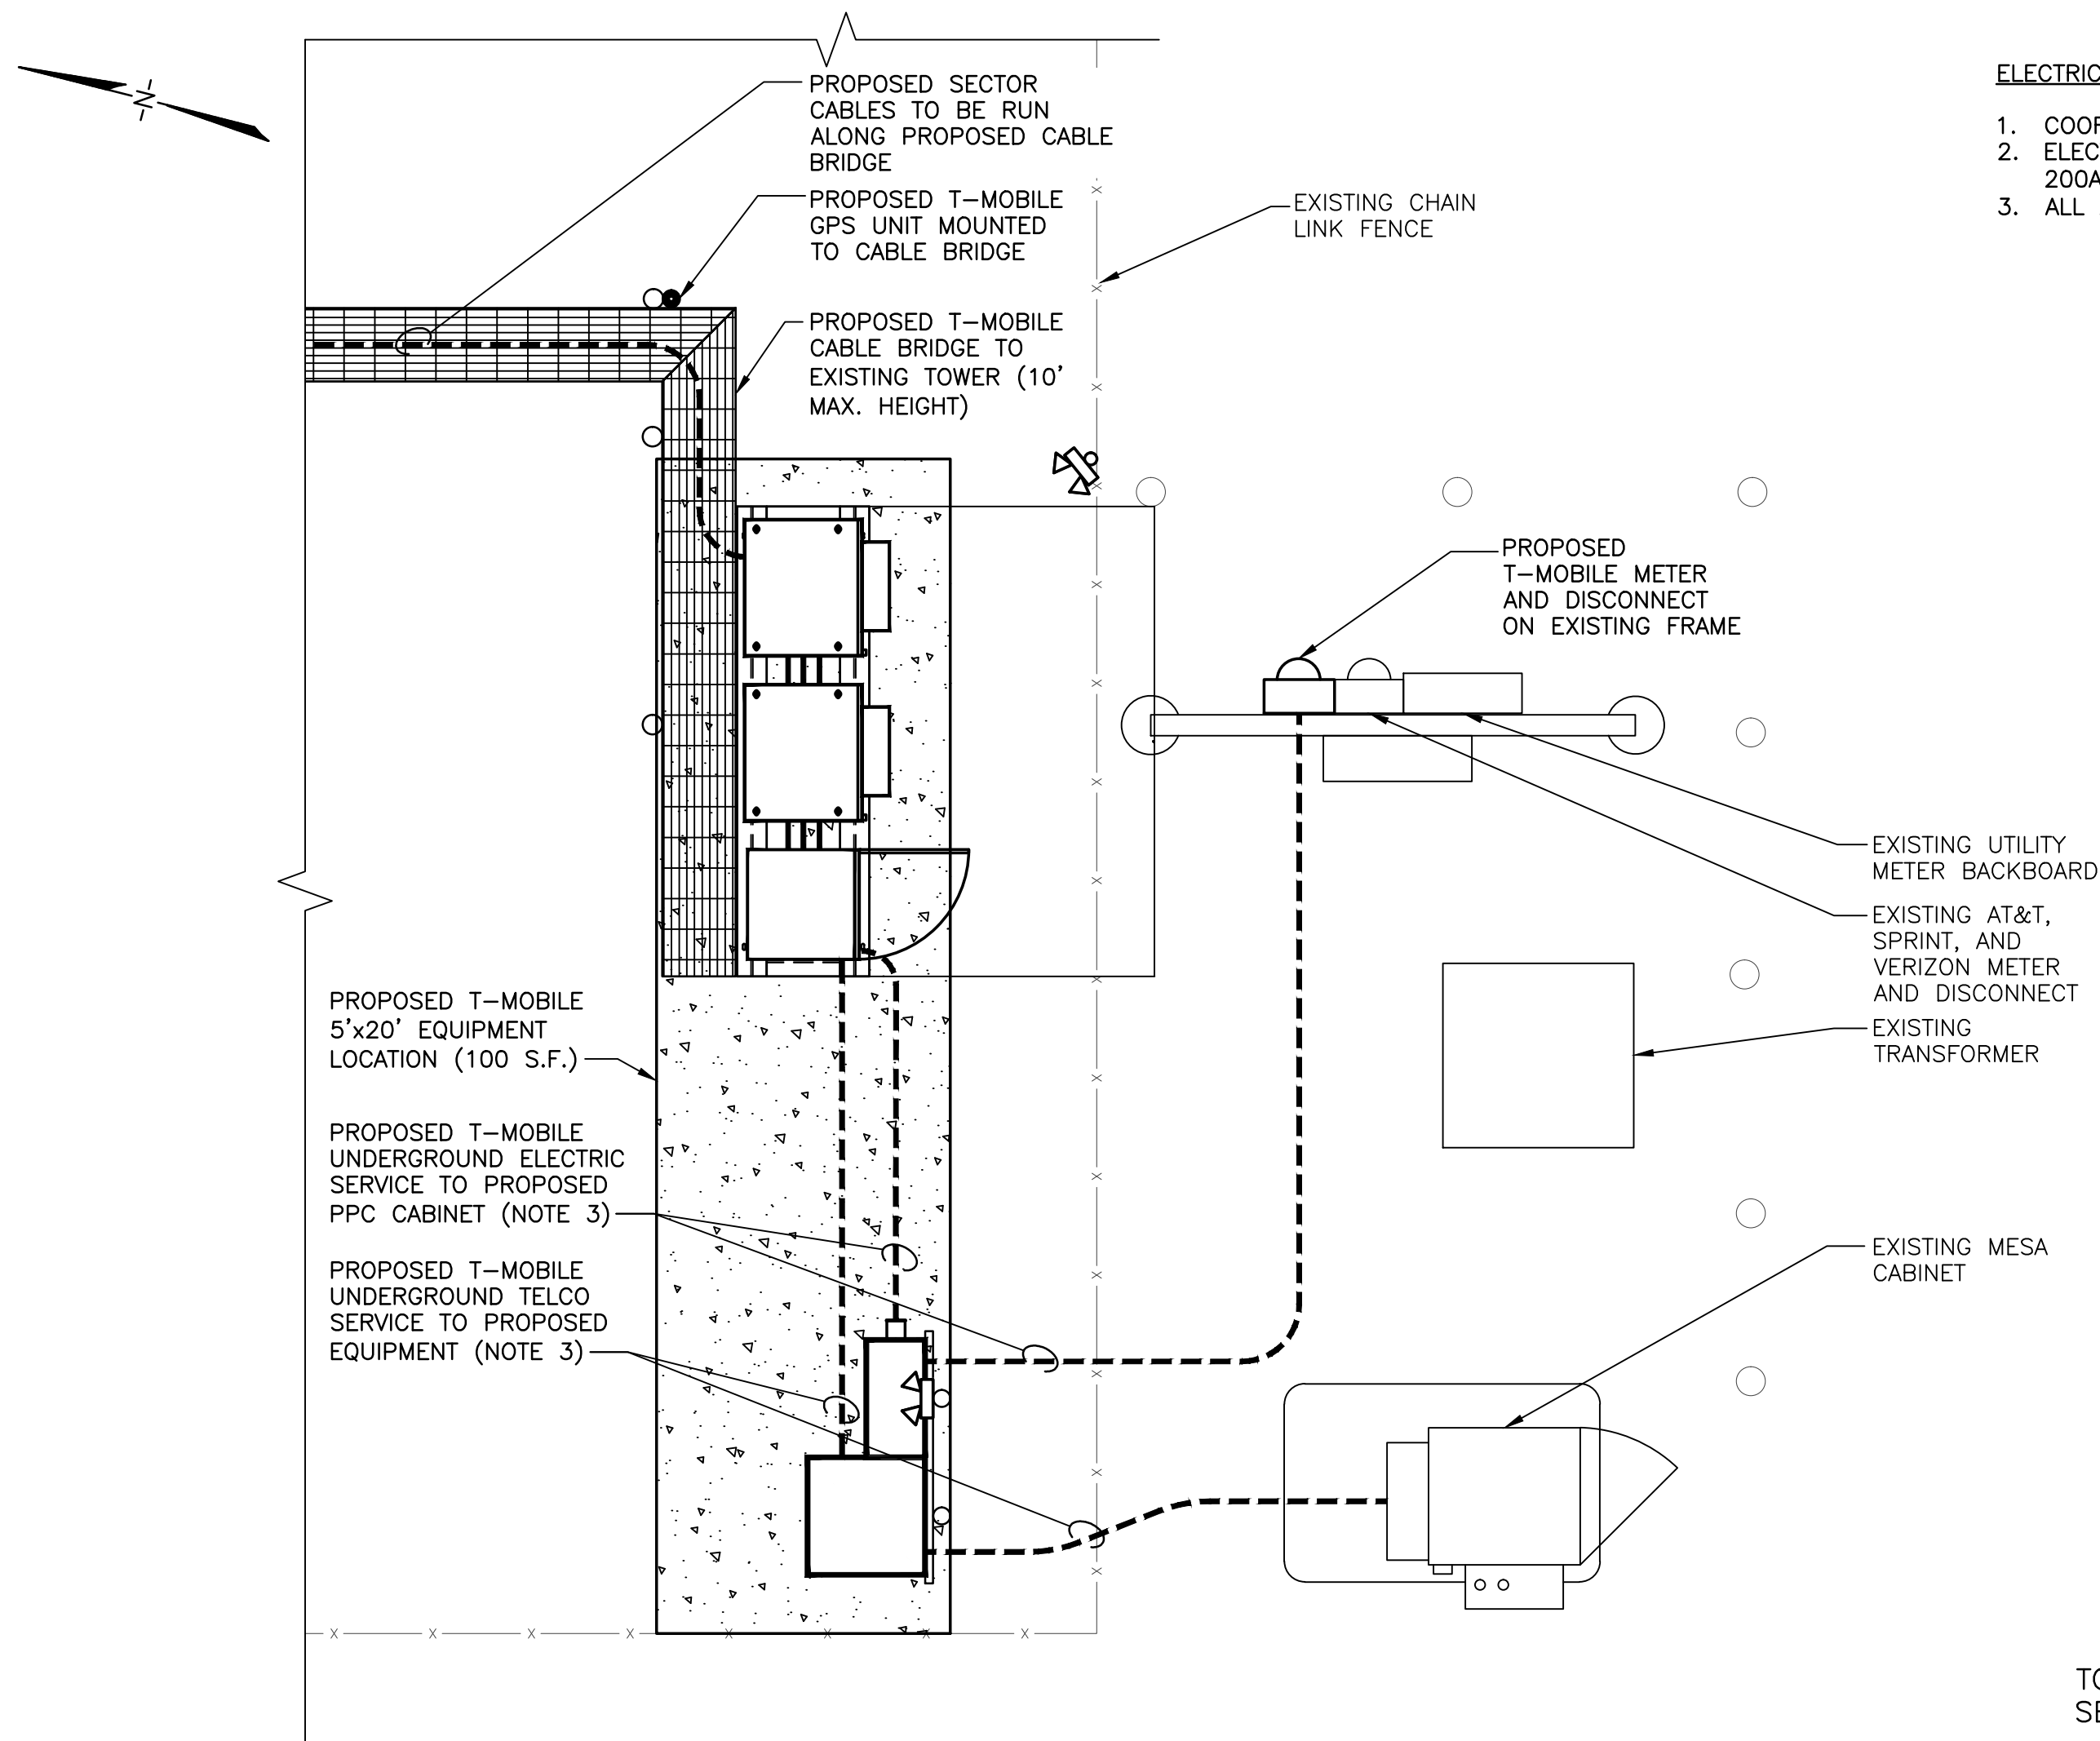 -N-
PROPOSED SECTOR
CABLES TO BE RUN
ALONG PROPOSED CABLE
BRIDGE
PROPOSED T-MOBILE
GPS UNIT MOUNTED
TO CABLE BRIDGE
PROPOSED T-MOBILE
CABLE BRIDGE TO
EXISTING TOWER (10'
MAX. HEIGHT)
EXISTING CHAIN
LINK FENCE
ELECTRIC
1. COOR
2. ELEC
200A
3. ALL
PROPOSED
T-MOBILE METER
AND DISCONNECT
ON EXISTING FRAME
EXISTING UTILITY
METER BACKBOARD
EXISTING AT&T,
SPRINT, AND
VERIZON METER
AND DISCONNECT
EXISTING
TRANSFORMER
EXISTING MESA
CABINET
PROPOSED T-MOBILE
5'x20' EQUIPMENT
LOCATION (100 S.F.)
PROPOSED T-MOBILE
UNDERGROUND ELECTRIC
SERVICE TO PROPOSED
PPC CABINET (NOTE 3)
PROPOSED T-MOBILE
UNDERGROUND TELCO
SERVICE TO PROPOSED
EQUIPMENT (NOTE 3)